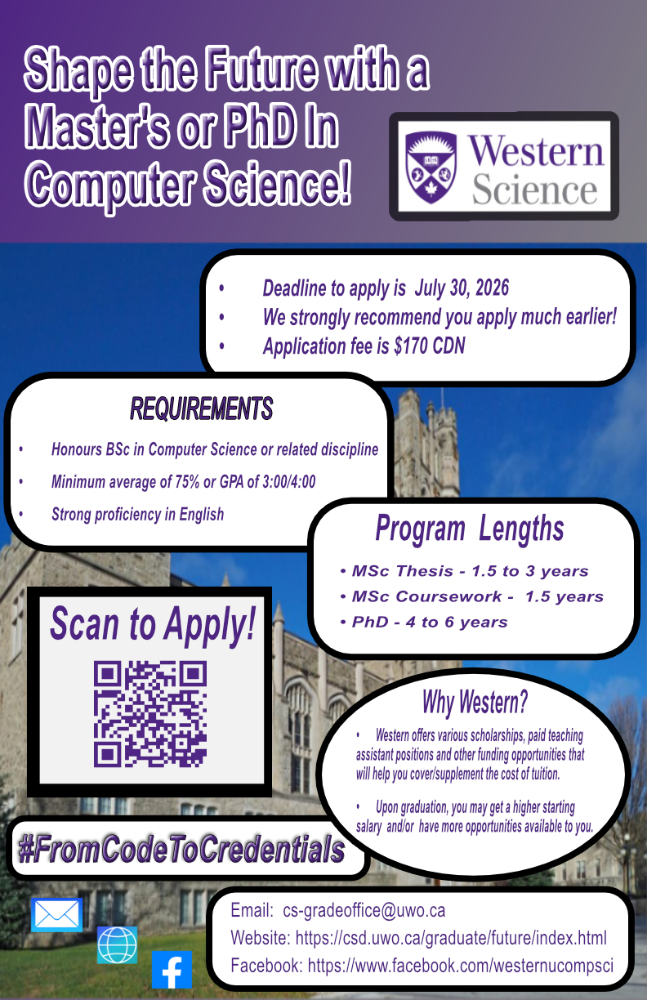 Shape the Future with a
Master's or PhD In
Computer Science!
Western
Science
• Deadline to apply is July 30, 2026
• We strongly recommend you apply much earlier!
• Application fee is $170 CDN
REQUIREMENTS
• Honours BSc in Computer Science or related discipline
• Minimum average of 75% or GPA of 3:00/4:00
• Strong proficiency in English
Program Lengths
• MSc Thesis - 1.5 to 3 years
• MSc Coursework - 1.5 years
• PhD - 4 to 6 years
Scan to Apply!
Why Western?
• Western offers various scholarships, paid teaching
assistant positions and other funding opportunities that
will help you cover/supplement the cost of tuition.
• Upon graduation, you may get a higher starting
salary and/or have more opportunities available to you.
#FromCodeToCredentials
Email: cs-gradeoffice@uwo.ca
Website: https://csd.uwo.ca/graduate/future/index.html
Facebook: https://www.facebook.com/westernucompsci